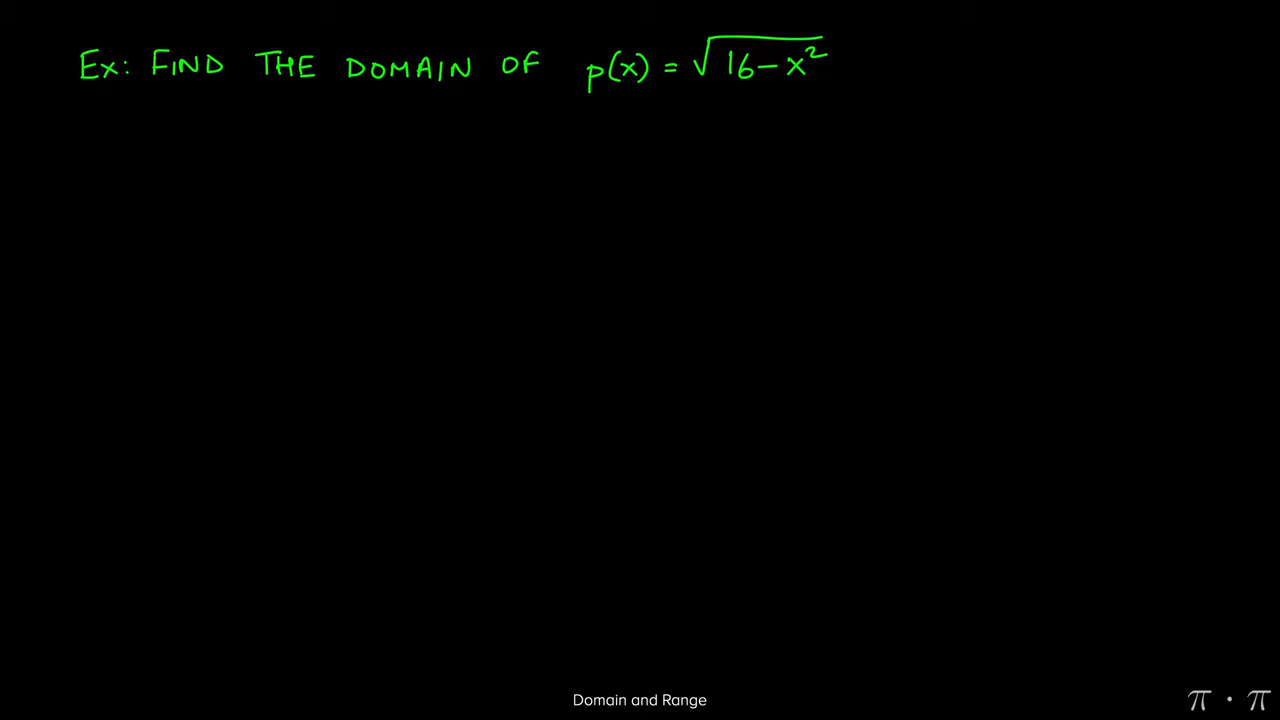 Ex: FIND THE DOMAIN OF p(x) = √(16-x²)
Domain and Range
π · π